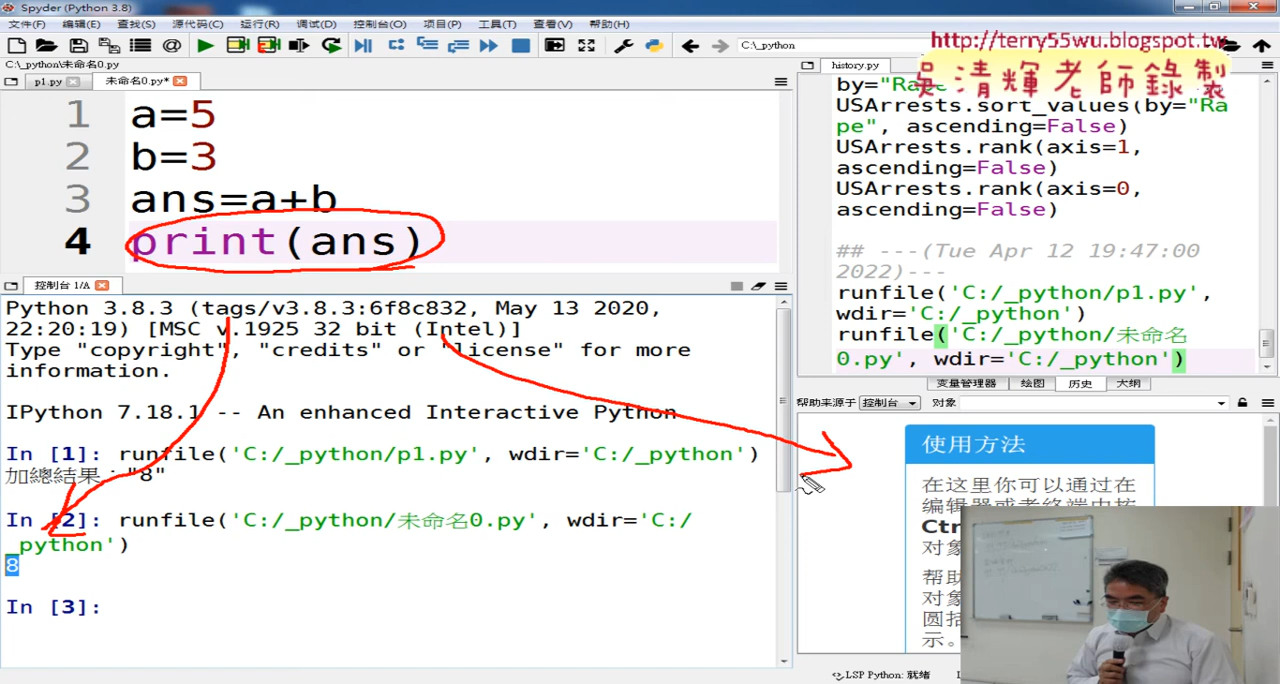 Spyder (Python 3.8)
文件(F) 编辑(E) 查找(S) 源代码(C) 运行(R) 调试(D) 控制台(O) 项目(P) 工具(T) 查看(V) 帮助(H)
C:\_python
http://terry55wu.blogspot.tw
吳清輝老師錄製
C:\_python\未命名0.py
p1.py
未命名0.py*
1 a=5
2 b=3
3 ans=a+b
4 print(ans)
控制台 1/A
Python 3.8.3 (tags/v3.8.3:6f8c832, May 13 2020,
22:20:19) [MSC v.1925 32 bit (Intel)]
Type "copyright", "credits" or "license" for more
information.
IPython 7.18.1 -- An enhanced Interactive Python
In [1]: runfile('C:/_python/p1.py', wdir='C:/_python')
加總結果："8"
In [2]: runfile('C:/_python/未命名0.py', wdir='C:/
_python')
8
In [3]:
history.py
by="Rape"
USArrests.sort_values(by="Ra
pe", ascending=False)
USArrests.rank(axis=1,
ascending=False)
USArrests.rank(axis=0,
ascending=False)
## ---(Tue Apr 12 19:47:00
2022)---
runfile('C:/_python/p1.py',
wdir='C:/_python')
runfile('C:/_python/未命名
0.py', wdir='C:/_python')
变量管理器 绘图 历史 大纲
帮助来源于 控制台 对象
使用方法
在这里你可以通过在
编辑器或者终端中按
Ctr
对象
帮助
对象
圆括
示。
LSP Python: 就绪